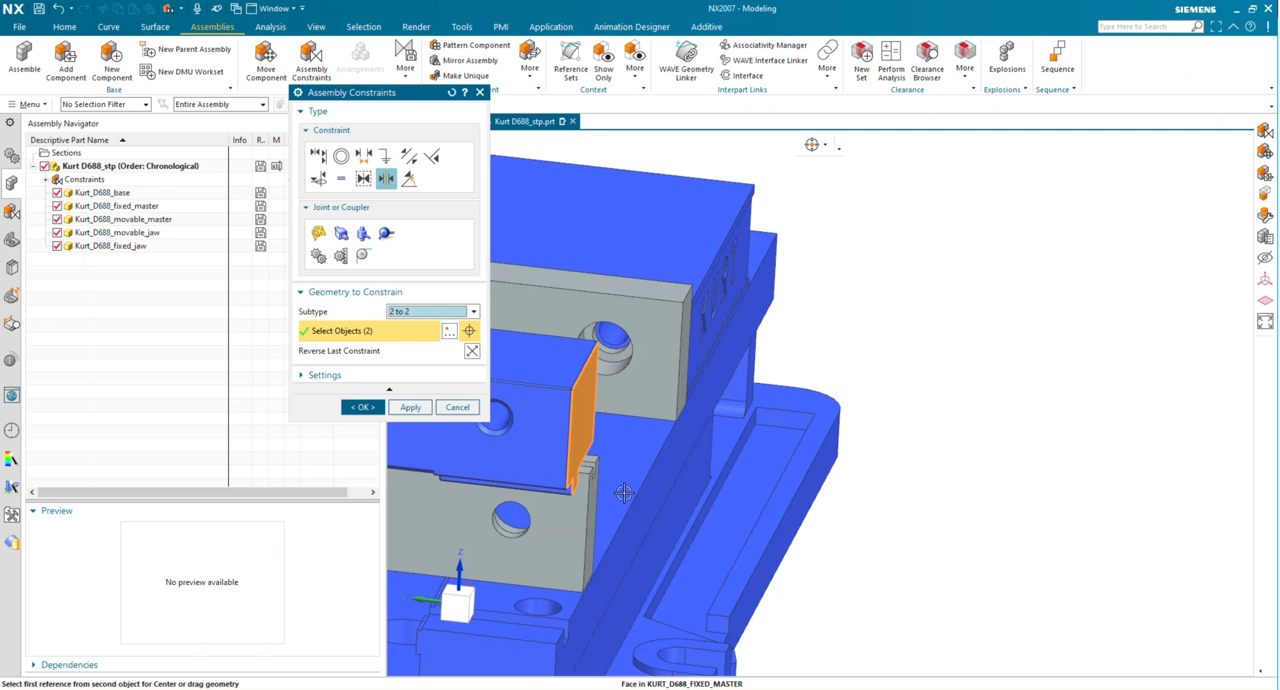 NX
Window
NX2007 - Modeling
SIEMENS
File
Home
Curve
Surface
Assemblies
Analysis
View
Selection
Render
Tools
PMI
Application
Animation Designer
Additive
Type Here to Search
Assemble
Add Component
New Component
New Parent Assembly
New DMU Workset
Base
Move Component
Assembly Constraints
Arrangements
More
Pattern Component
Mirror Assembly
Make Unique
More
Reference Sets
Show Only
More
Context
WAVE Geometry Linker
Associativity Manager
WAVE Interface Linker
Interface
More
Interpart Links
New Set
Perform Analysis
Clearance Browser
More
Clearance
Explosions
Explosions
Sequence
Sequence
Menu
No Selection Filter
Entire Assembly
Assembly Navigator
Descriptive Part Name
Info
R..
M
Sections
Kurt D688_stp (Order: Chronological)
Constraints
Kurt_D688_base
Kurt_D688_fixed_master
Kurt_D688_movable_master
Kurt_D688_movable_jaw
Kurt_D688_fixed_jaw
Preview
No preview available
Dependencies
Assembly Constraints
Type
Constraint
Joint or Coupler
Geometry to Constrain
Subtype
2 to 2
Select Objects (2)
Reverse Last Constraint
Settings
< OK >
Apply
Cancel
Kurt D688_stp.prt
Z
Select first reference from second object for Center or drag geometry
Face in KURT_D688_FIXED_MASTER